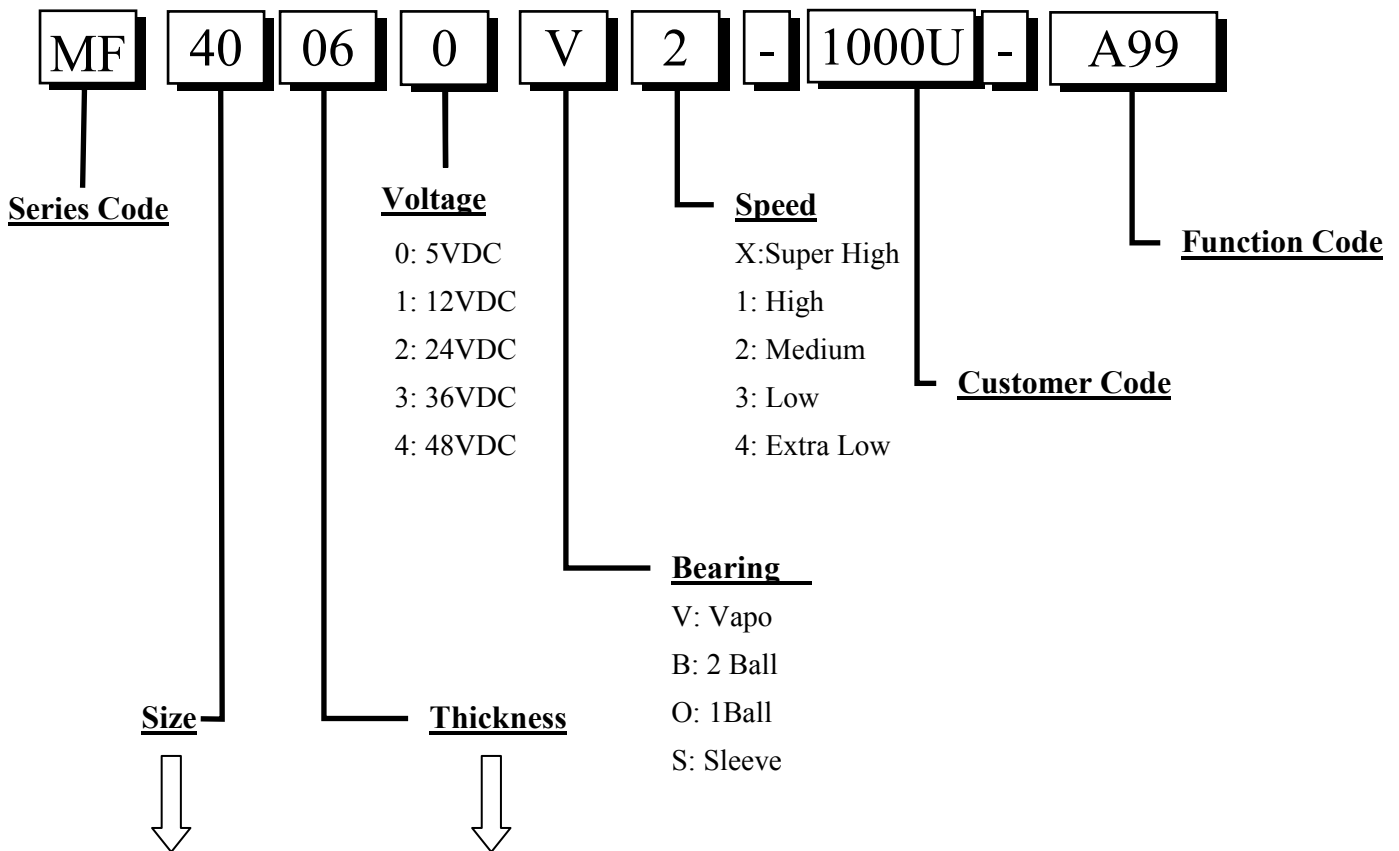 MF 40 06 0 V 2 - 1000U - A99
Series Code
Voltage
0: 5VDC
1: 12VDC
2: 24VDC
3: 36VDC
4: 48VDC
Speed
X:Super High
1: High
2: Medium
3: Low
4: Extra Low
Function Code
Customer Code
Bearing
V: Vapo
B: 2 Ball
O: 1Ball
S: Sleeve
Size
Thickness